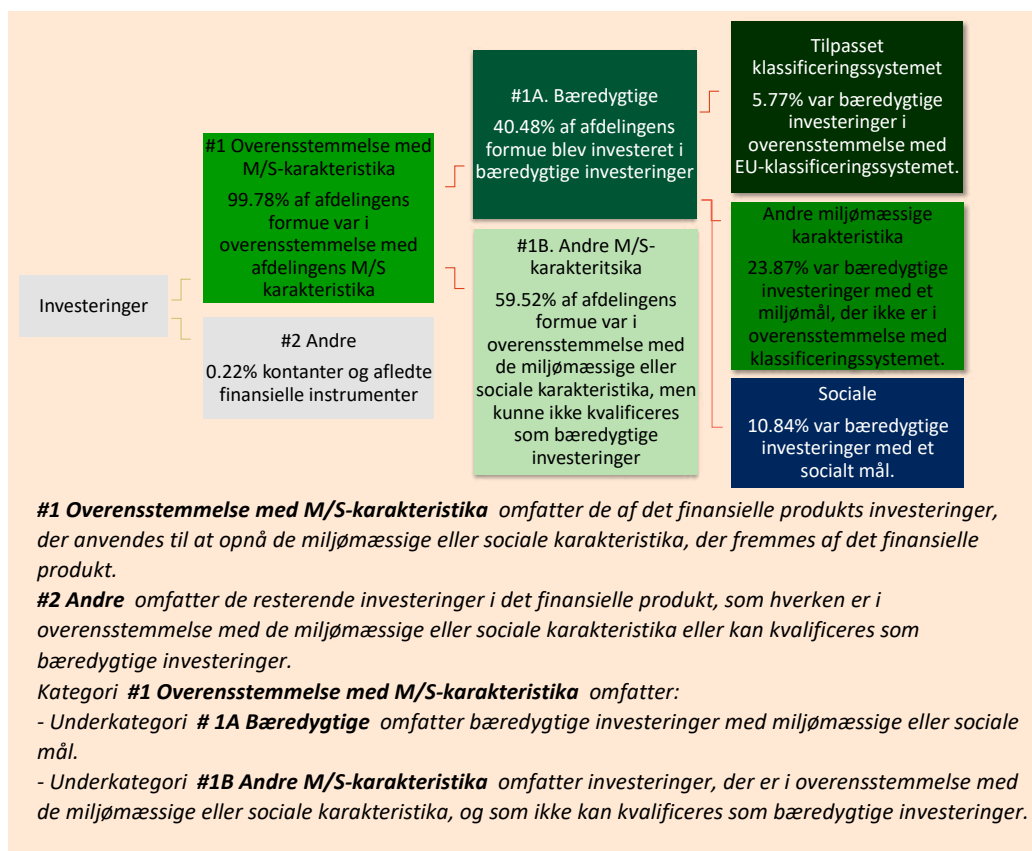 Investeringer
#1 Overensstemmelse med
M/S-karakteristika
99.78% af afdelingens
formue var i
overensstemmelse med
afdelingens M/S
karakteristika
#2 Andre
0.22% kontanter og afledte
finansielle instrumenter
#1A. Bæredygtige
40.48% af afdelingens
formue blev investeret i
bæredygtige investeringer
#1B. Andre M/S-
karakteritsika
59.52% af afdelingens
formue var i
overensstemmelse med
de miljømæssige eller
sociale karakteristika, men
kunne ikke kvalificeres
som bæredygtige
investeringer
Tilpasset
klassificeringssystemet
5.77% var bæredygtige
investeringer i
overensstemmelse med
EU-klassificeringssystemet.
Andre miljømæssige
karakteristika
23.87% var bæredygtige
investeringer med et
miljømål, der ikke er i
overensstemmelse med
klassificeringssystemet.
Sociale
10.84% var bæredygtige
investeringer med et
socialt mål.
#1 Overensstemmelse med M/S-karakteristika omfatter de af det finansielle produkts investeringer,
der anvendes til at opnå de miljømæssige eller sociale karakteristika, der fremmes af det finansielle
produkt.
#2 Andre omfatter de resterende investeringer i det finansielle produkt, som hverken er i
overensstemmelse med de miljømæssige eller sociale karakteristika eller kan kvalificeres som
bæredygtige investeringer.
Kategori #1 Overensstemmelse med M/S-karakteristika omfatter:
- Underkategori # 1A Bæredygtige omfatter bæredygtige investeringer med miljømæssige eller sociale
mål.
- Underkategori #1B Andre M/S-karakteristika omfatter investeringer, der er i overensstemmelse med
de miljømæssige eller sociale karakteristika, og som ikke kan kvalificeres som bæredygtige investeringer.